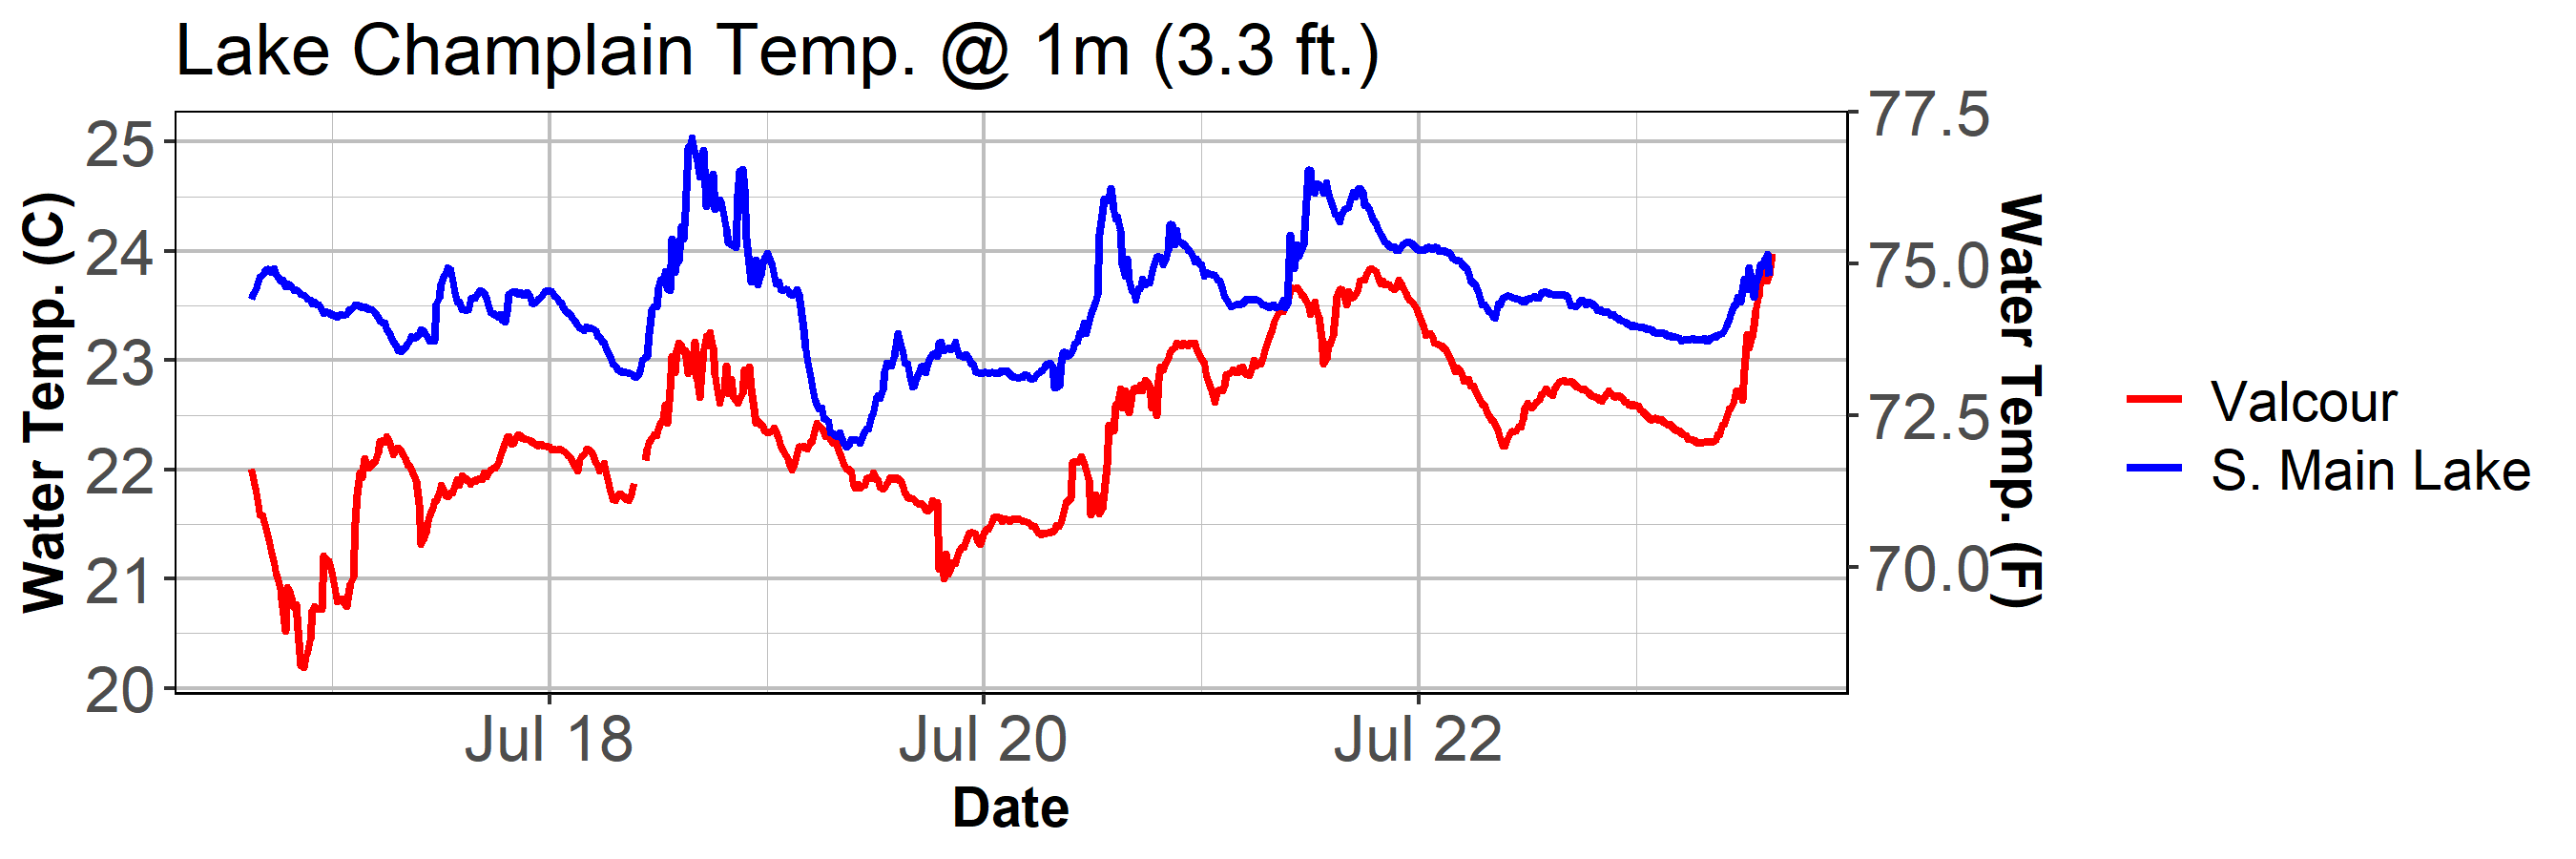 Lake Champlain Temp. @ 1m (3.3 ft.)
Water Temp. (C)
25
24
23
22
21
20
77.5
75.0
72.5
70.0
Water Temp. (F)
Jul 18
Jul 20
Jul 22
Date
Valcour
S. Main Lake